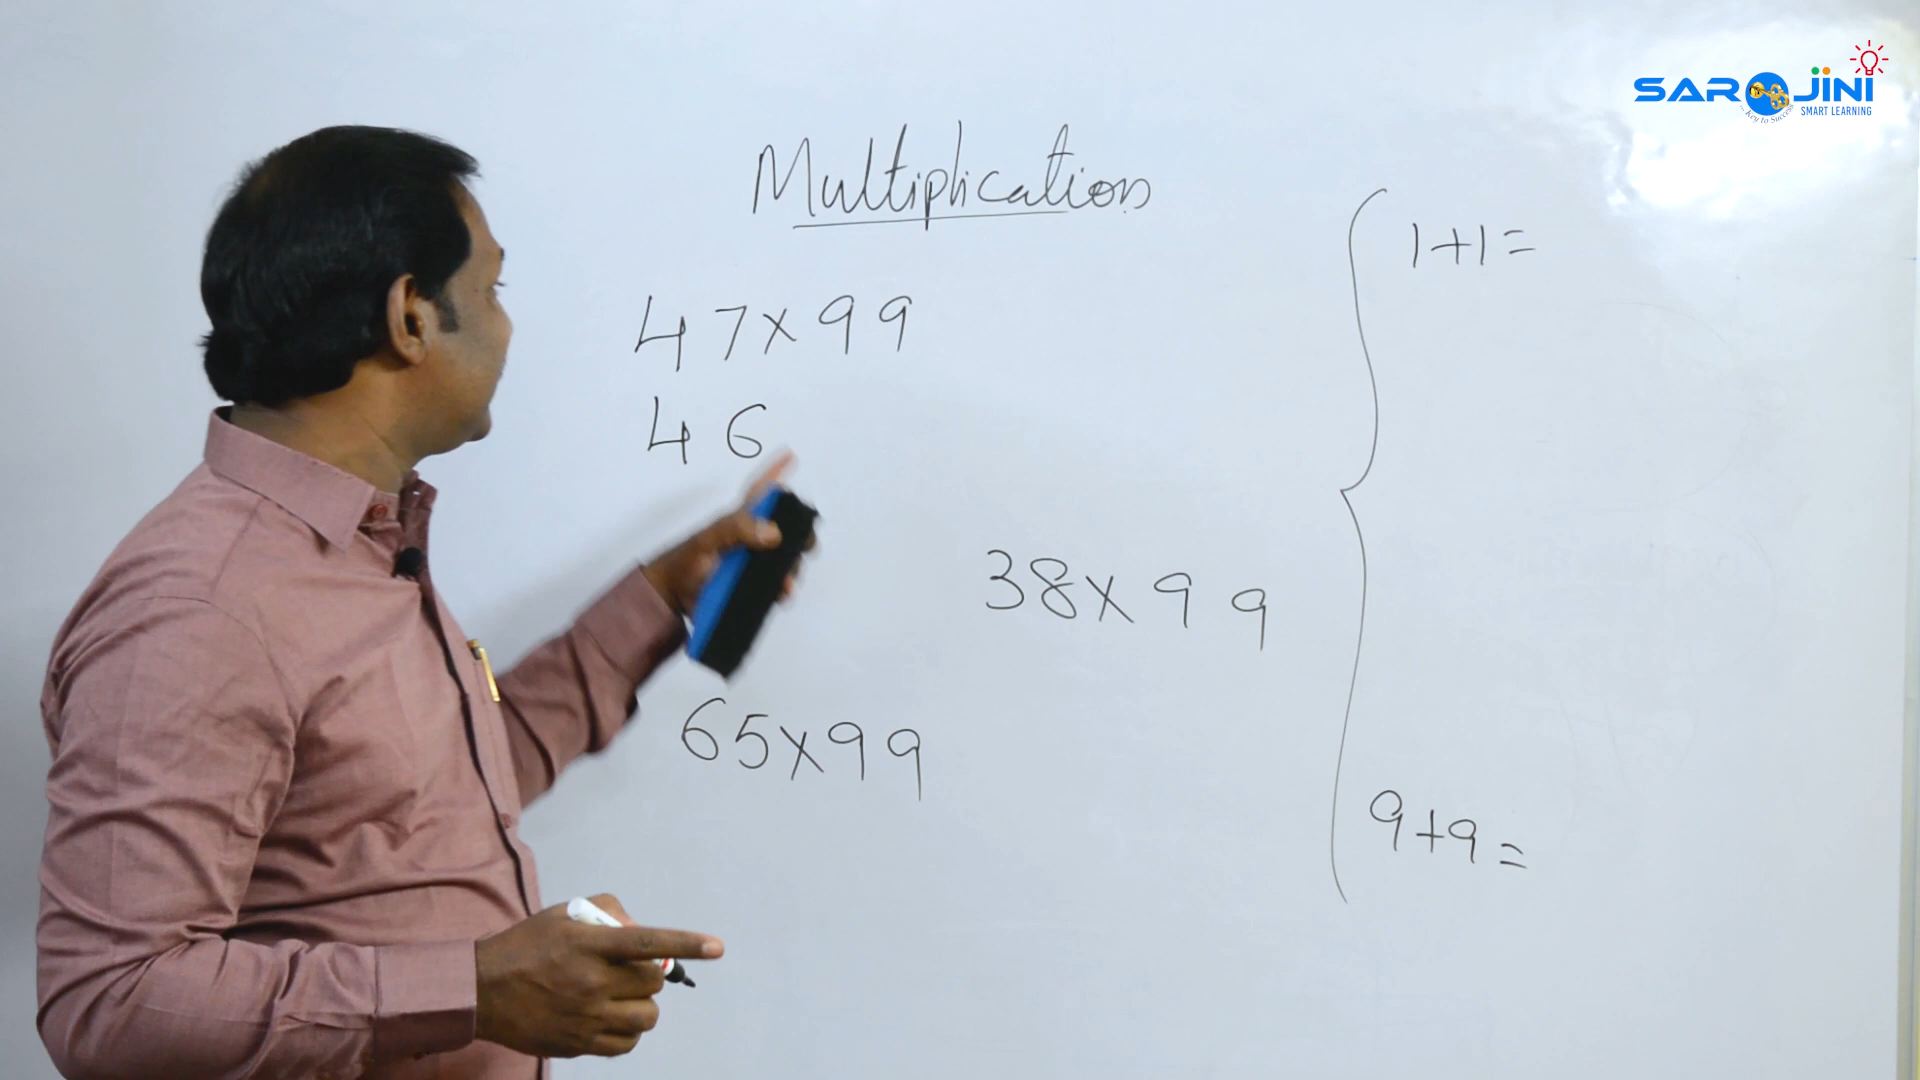 SAROJINI
...Key to Success
SMART LEARNING
Multiplication
47x99
46
38x99
65x99
1+1=
9+9=